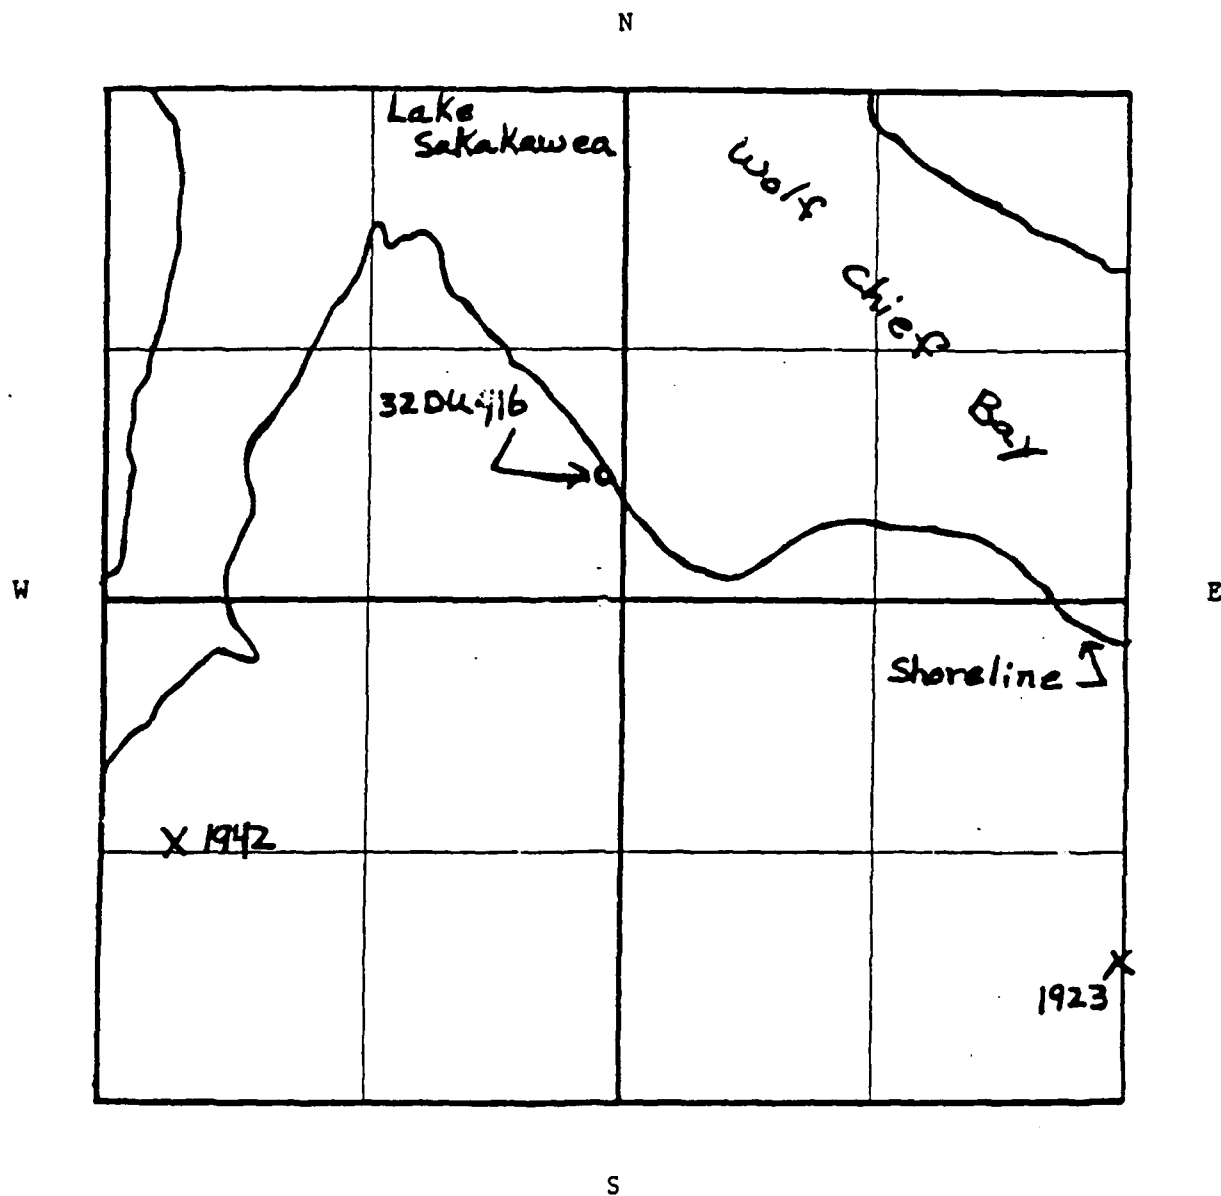 N
Lake
Sakakawea
Wolf
Chief
Bay
32DU416
W
E
Shoreline
X 1942
X
1923
S